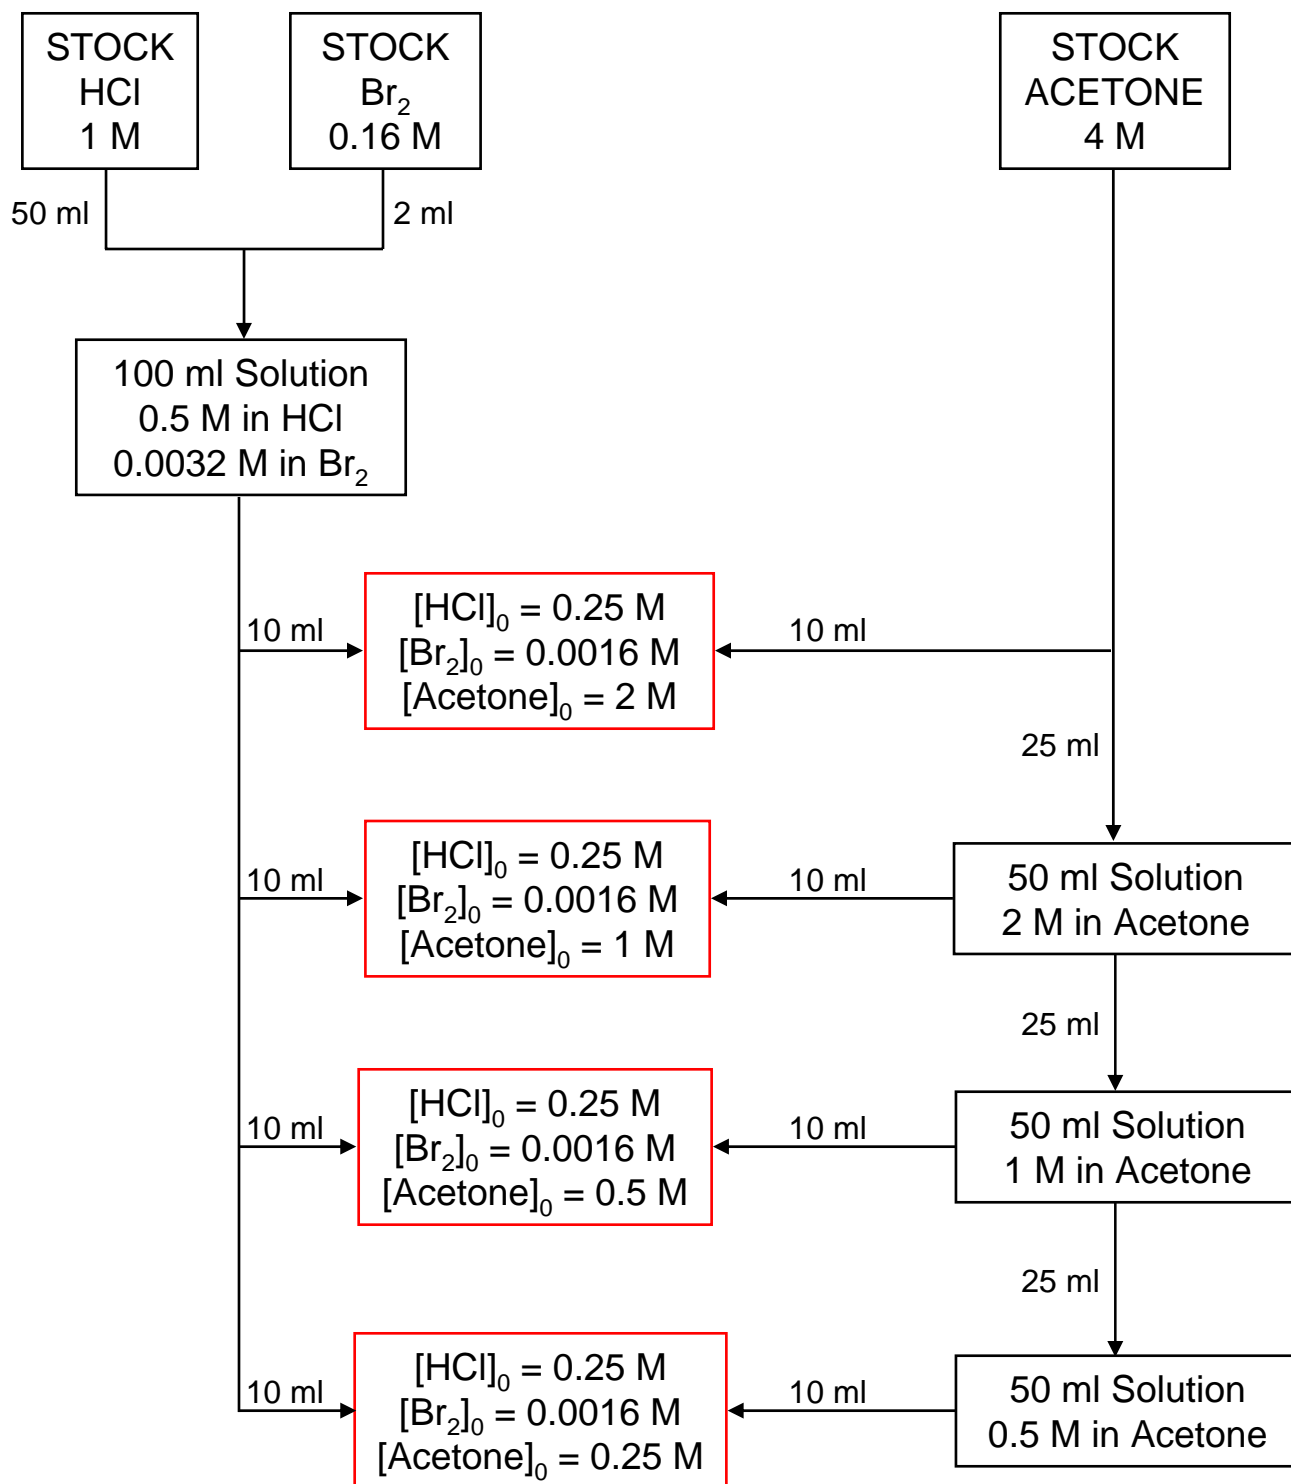 STOCK
HCl
1 M
STOCK
Br₂
0.16 M
STOCK
ACETONE
4 M
50 ml
2 ml
100 ml Solution
0.5 M in HCl
0.0032 M in Br₂
10 ml
[HCl]₀ = 0.25 M
[Br₂]₀ = 0.0016 M
[Acetone]₀ = 2 M
10 ml
25 ml
10 ml
[HCl]₀ = 0.25 M
[Br₂]₀ = 0.0016 M
[Acetone]₀ = 1 M
10 ml
50 ml Solution
2 M in Acetone
25 ml
10 ml
[HCl]₀ = 0.25 M
[Br₂]₀ = 0.0016 M
[Acetone]₀ = 0.5 M
10 ml
50 ml Solution
1 M in Acetone
25 ml
10 ml
[HCl]₀ = 0.25 M
[Br₂]₀ = 0.0016 M
[Acetone]₀ = 0.25 M
10 ml
50 ml Solution
0.5 M in Acetone